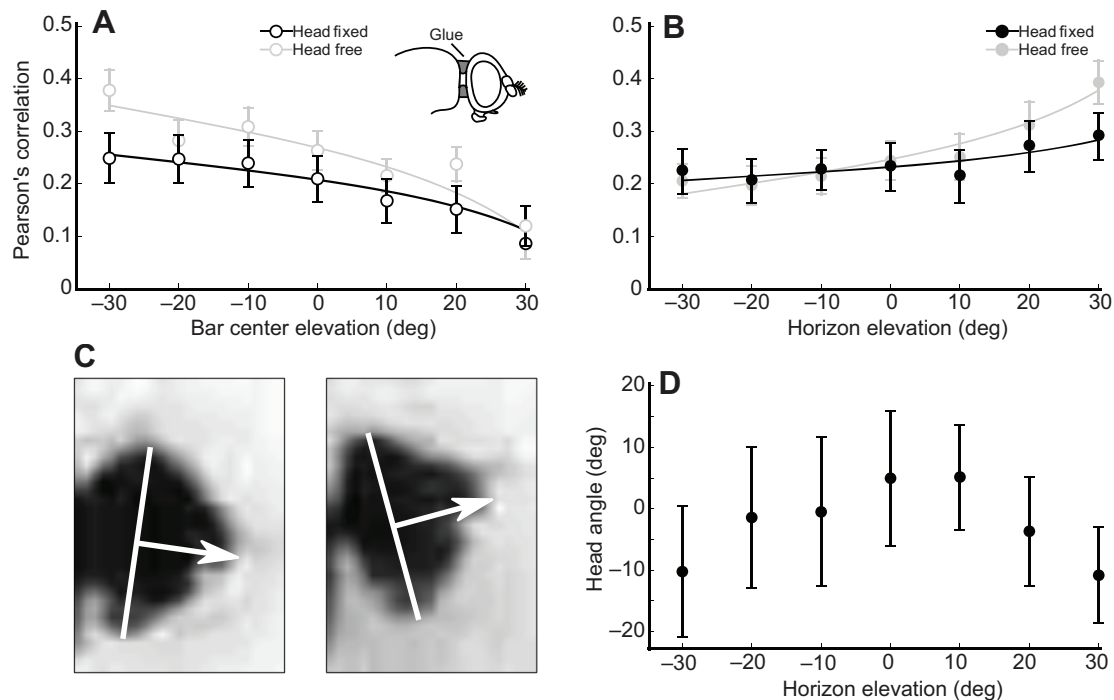 A
0.5
0.4
0.3
0.2
0.1
0
Pearson's correlation
Head fixed
Head free
Glue
–30 –20 –10 0 10 20 30
Bar center elevation (deg)
B
0.5
0.4
0.3
0.2
0.1
0
Head fixed
Head free
–30 –20 –10 0 10 20 30
Horizon elevation (deg)
C
D
20
10
0
–10
–20
Head angle (deg)
–30 –20 –10 0 10 20 30
Horizon elevation (deg)